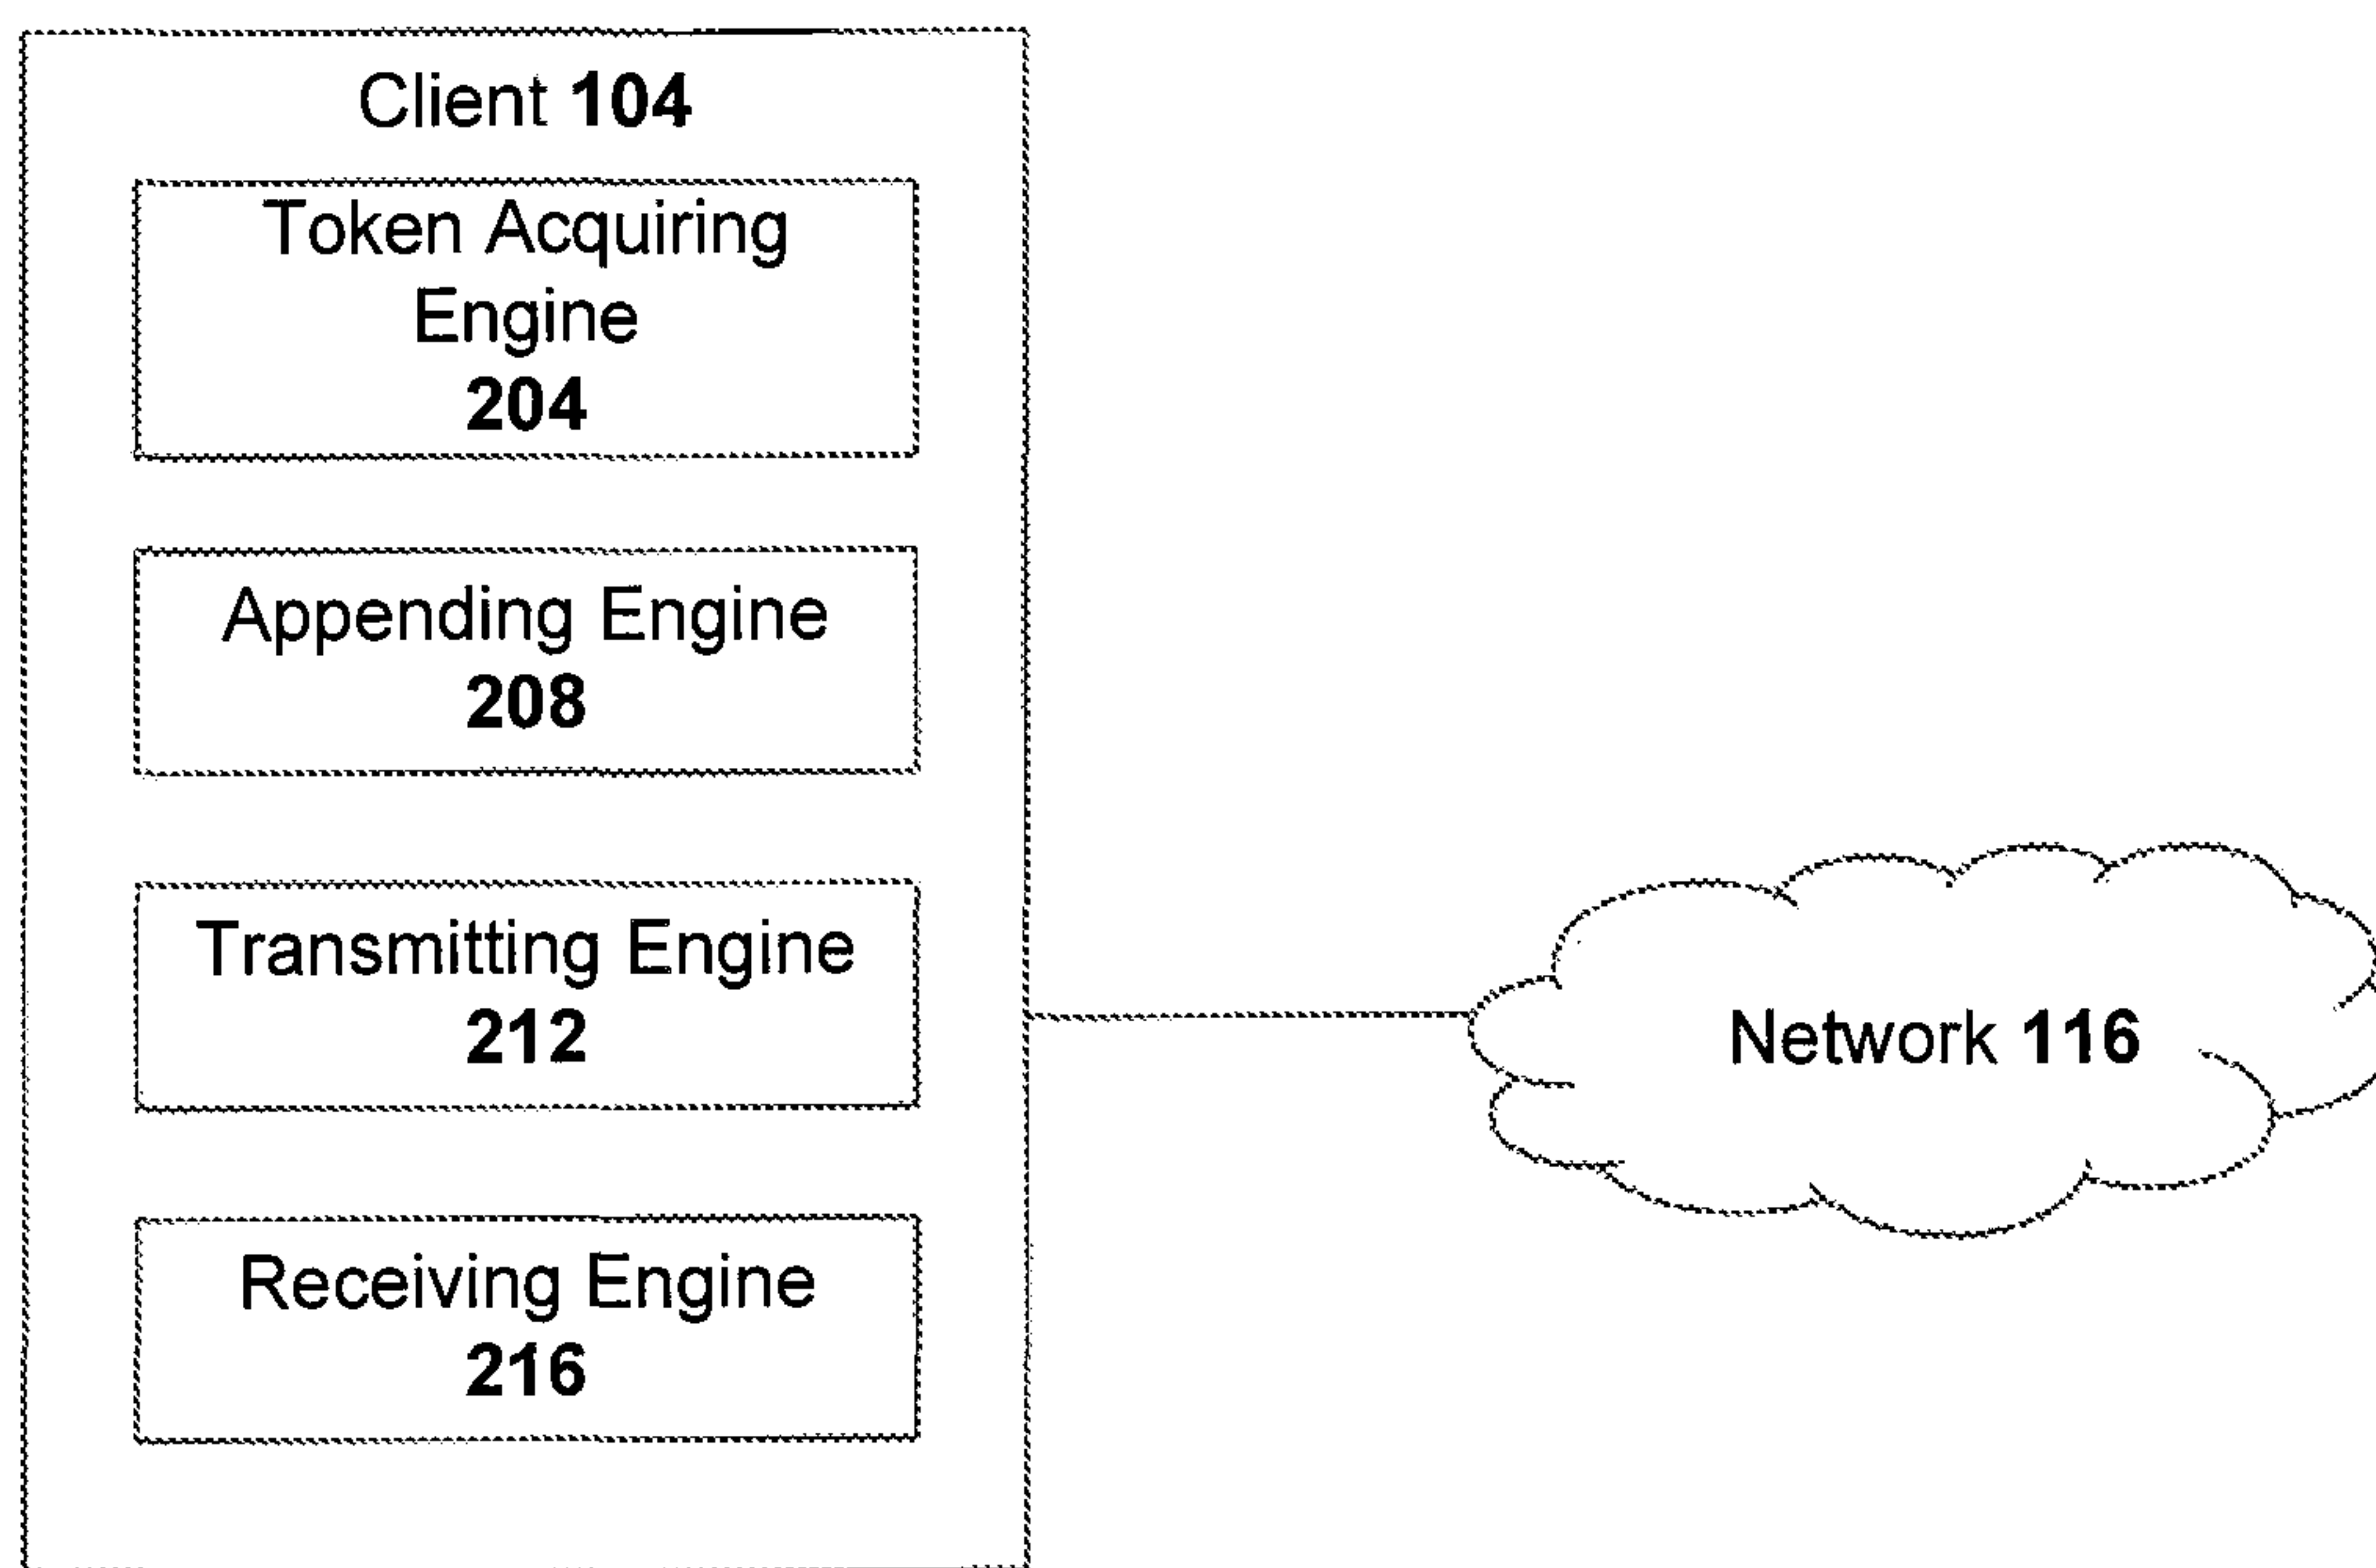 Client 104
Token Acquiring
Engine
204
Appending Engine
208
Transmitting Engine
212
Network 116
Receiving Engine
216